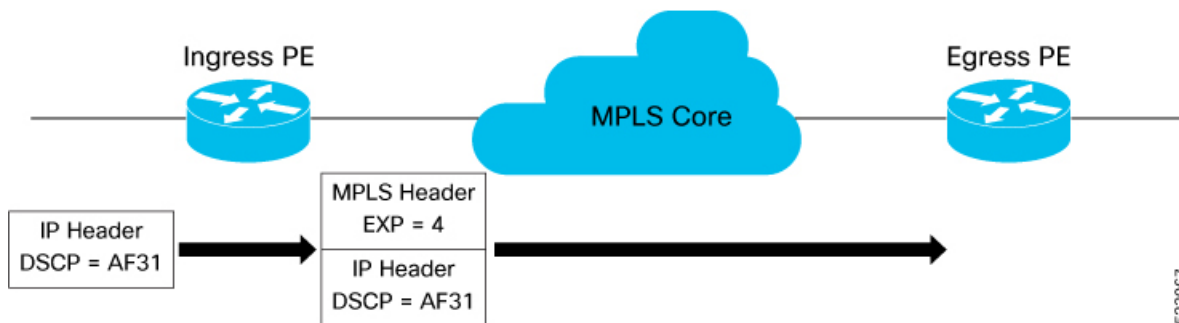 Ingress PE
Egress PE
MPLS Core
MPLS Header
EXP = 4
IP Header
DSCP = AF31
IP Header
DSCP = AF31